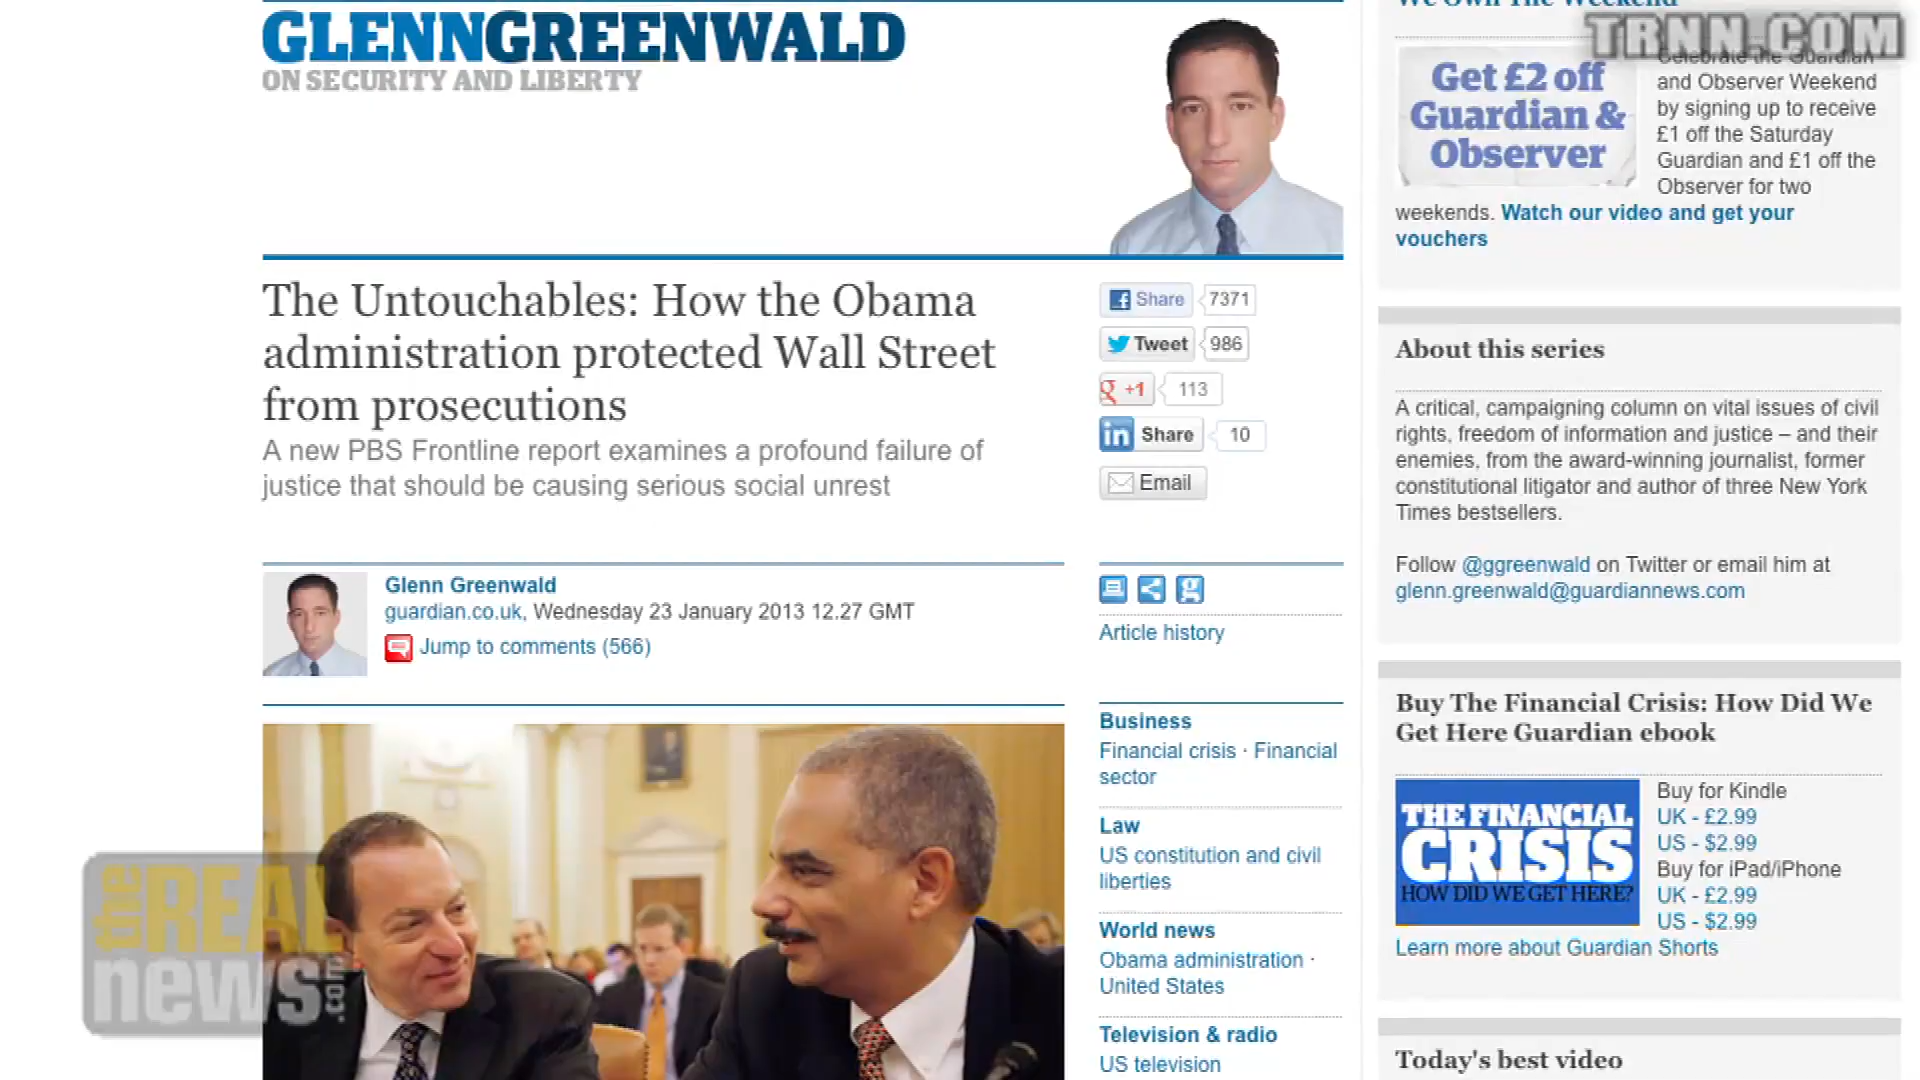 GLENNGREENWALD
ON SECURITY AND LIBERTY
The Untouchables: How the Obama
administration protected Wall Street
from prosecutions
A new PBS Frontline report examines a profound failure of
justice that should be causing serious social unrest
Glenn Greenwald
guardian.co.uk, Wednesday 23 January 2013 12.27 GMT
Jump to comments (566)
Share 7371
Tweet 986
+1 113
in Share 10
Email
Article history
Business
Financial crisis · Financial
sector
Law
US constitution and civil
liberties
World news
Obama administration ·
United States
Television & radio
US television
We Own The Weekend
TRNN.COM
Get £2 off
Guardian &
Observer
Celebrate the Guardian
and Observer Weekend
by signing up to receive
£1 off the Saturday
Guardian and £1 off the
Observer for two
weekends. Watch our video and get your
vouchers
About this series
A critical, campaigning column on vital issues of civil
rights, freedom of information and justice – and their
enemies, from the award-winning journalist, former
constitutional litigator and author of three New York
Times bestsellers.
Follow @ggreenwald on Twitter or email him at
glenn.greenwald@guardiannews.com
Buy The Financial Crisis: How Did We
Get Here Guardian ebook
THE FINANCIAL
CRISIS
HOW DID WE GET HERE?
Buy for Kindle
UK - £2.99
US - $2.99
Buy for iPad/iPhone
UK - £2.99
US - $2.99
Learn more about Guardian Shorts
Today's best video
the REAL
news.com